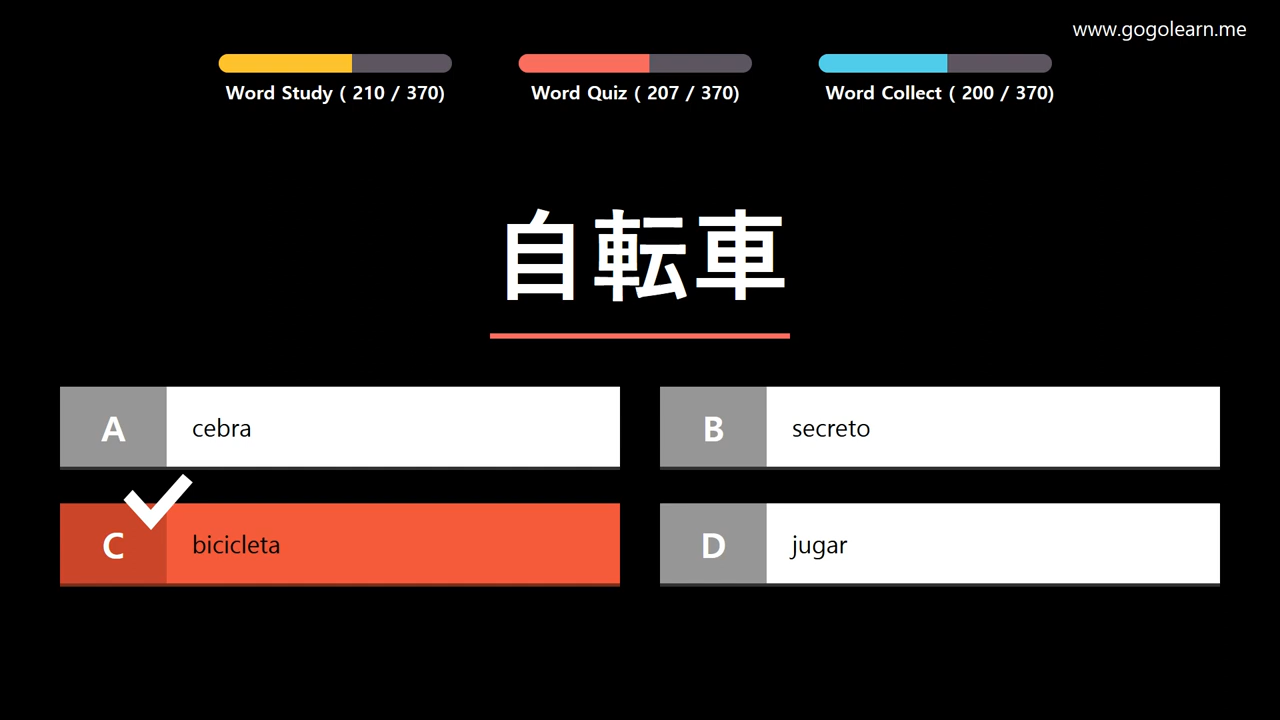 www.gogolearn.me
Word Study ( 210 / 370)
Word Quiz ( 207 / 370)
Word Collect ( 200 / 370)
自転車
A cebra
B secreto
C bicicleta
D jugar